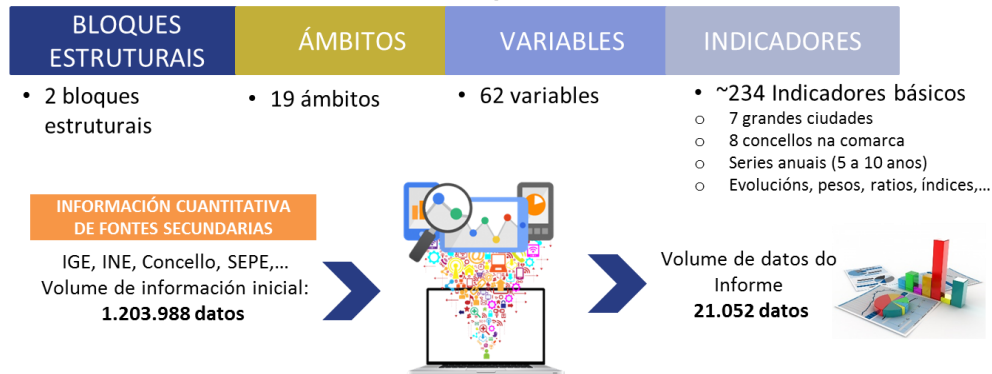 BLOQUES
ESTRUTURAIS
ÁMBITOS
VARIABLES
INDICADORES
• 2 bloques
estruturais
• 19 ámbitos
• 62 variables
• ~234 Indicadores básicos
o 7 grandes ciudades
o 8 concellos na comarca
o Series anuais (5 a 10 anos)
o Evolucións, pesos, ratios, índices,...
INFORMACIÓN CUANTITATIVA
DE FONTES SECUNDARIAS
IGE, INE, Concello, SEPE,...
Volume de información inicial:
1.203.988 datos
Volume de datos do
Informe
21.052 datos